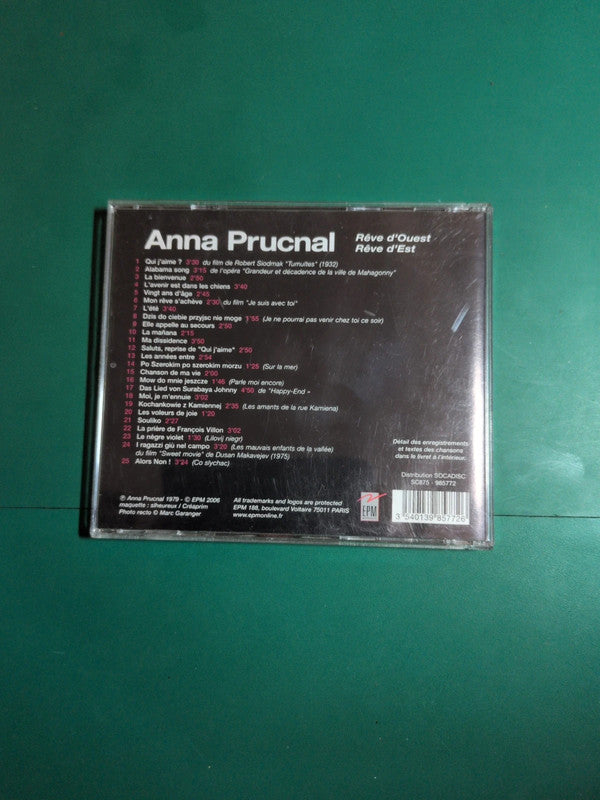 Anna Prucnal Rêve d'Ouest
Rêve d'Est
1 Qui j'aime ? 3'30 du film de Robert Siodmak "Tumultes" (1932)
2 Alabama song 3'15 de l'opéra "Grandeur et décadence de la ville de Mahagonny"
3 La bienvenue 2'50
4 L'avenir est dans les chiens 3'40
5 Vingt ans d'âge 2'45
6 Mon rêve s'achève 2'30 du film "Je suis avec toi"
7 L'été 3'40
8 Dzis do ciebie przyjsc nie moge 1'55 (Je ne pourrai pas venir chez toi ce soir)
9 Elle appelle au secours 2'50
10 La mañana 2'15
11 Ma dissidence 3'50
12 Saluts, reprise de "Qui j'aime" 2'50
13 Les années entre 2'54
14 Po Szerokim po szerokim morzu 1'25 (Sur la mer)
15 Chanson de ma vie 2'00
16 Mow do mnie jeszcze 1'45 (Parle moi encore)
17 Das Lied von Surabaya Johnny 4'50 de "Happy-End »
18 Moi, je m'ennuie 3'02
19 Kochankowie z Kamiennej 2'35 (Les amants de la rue Kamiena)
20 Les voleurs de joie 1'20
21 Souliko 2'27
22 La prière de François Villon 3'02
23 Le nègre violet 1'30 (Lilovij niegr)
24 I ragazzi giù nel campo 3'20 (Les mauvais enfants de la vallée)
du film "Sweet movie" de Dusan Makavejev (1975)
25 Alors Non ! 3'24 (Co slychac)
Détail des enregistrements
et textes des chansons
dans le livret à l'intérieur.
Distribution SOCADISC
SC875 - 985772
℗ Anna Prucnal 1979 - © EPM 2006
maquette : silheureux / Créaprim
Photo recto © Marc Garanger
All trademarks and logos are protected
EPM 188, boulevard Voltaire 75011 PARIS
www.epmonline.fr
EPM
3 540139 857726